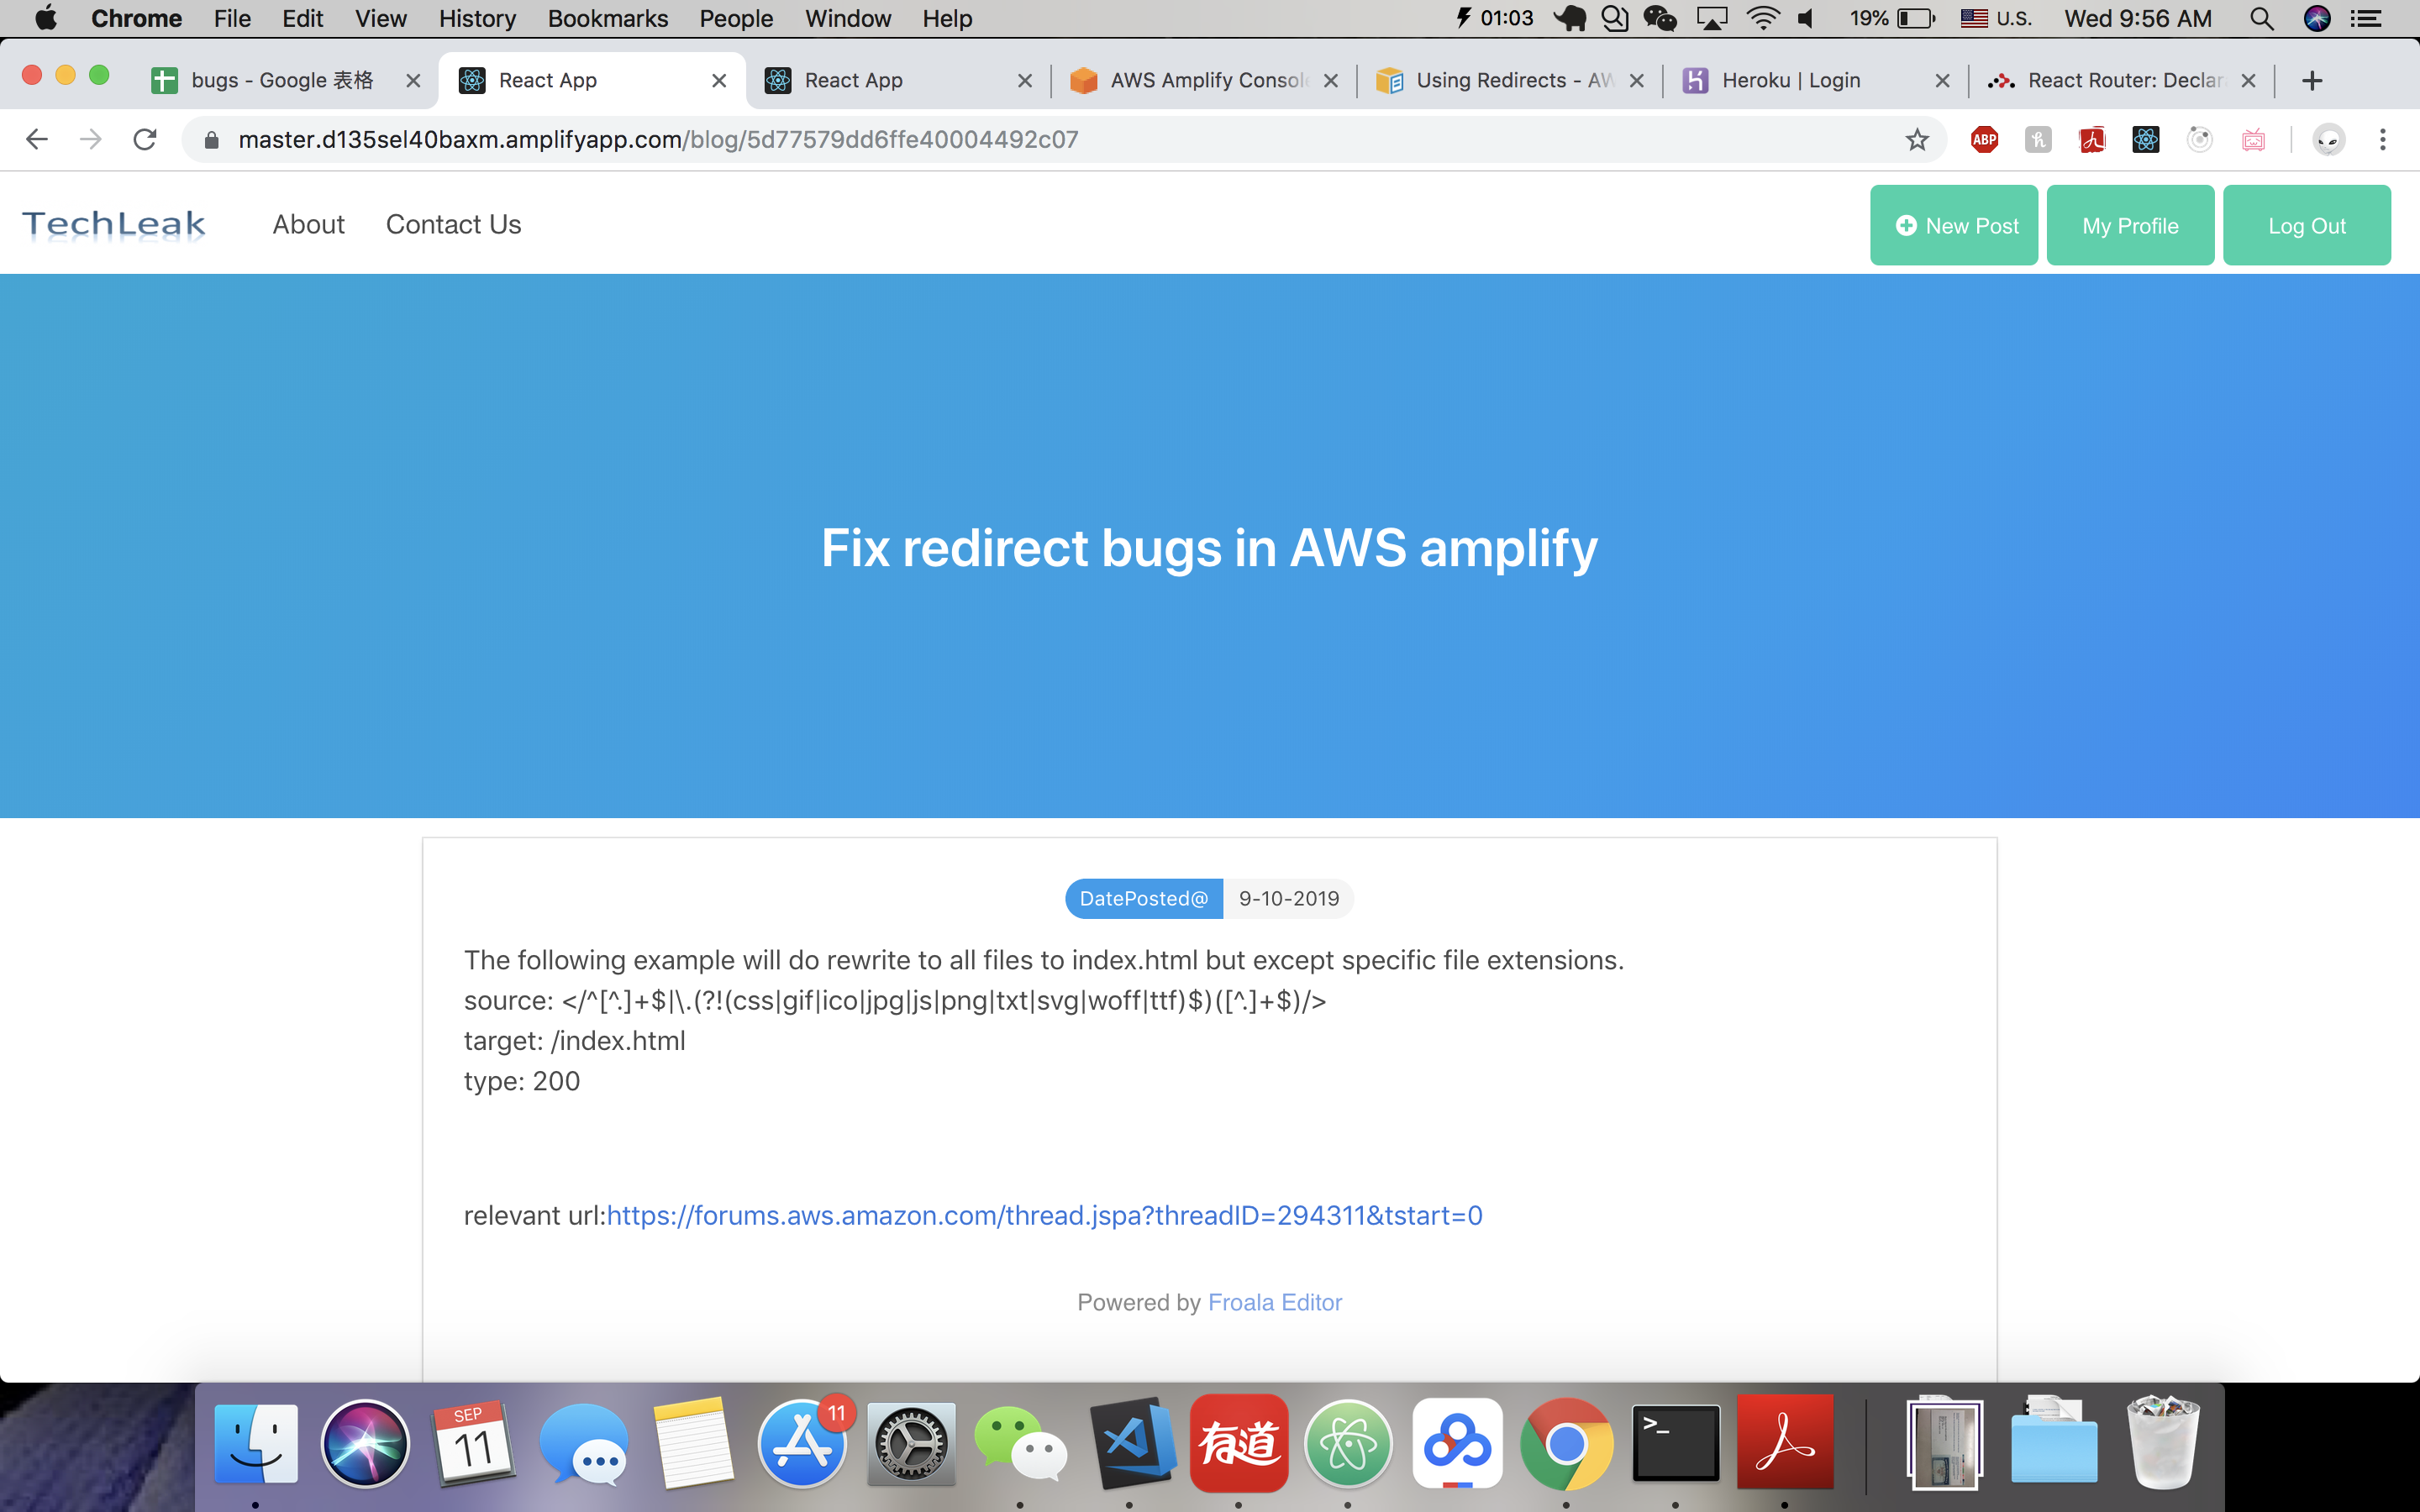 Chrome File Edit View History Bookmarks People Window Help 01:03 19% U.S. Wed 9:56 AM
bugs - Google 表格 React App React App AWS Amplify Consol Using Redirects - AW Heroku | Login React Router: Declar
master.d135sel40baxm.amplifyapp.com/blog/5d77579dd6ffe40004492c07 ABP
TechLeak About Contact Us New Post My Profile Log Out
Fix redirect bugs in AWS amplify
DatePosted@ 9-10-2019
The following example will do rewrite to all files to index.html but except specific file extensions.
source: </^[^.]+$|\.(?!(css|gif|ico|jpg|js|png|txt|svg|woff|ttf)$)([^.]+$)/>
target: /index.html
type: 200
relevant url:https://forums.aws.amazon.com/thread.jspa?threadID=294311&tstart=0
Powered by Froala Editor
SEP
11
11
有道
>_